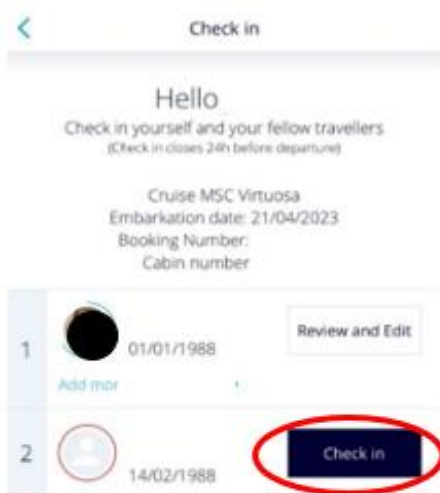 Check in
Hello
Check in yourself and your fellow travellers
(Check in closes 24h before departure)
Cruise MSC Virtuosa
Embarkation date: 21/04/2023
Booking Number:
Cabin number
Review and Edit
1
01/01/1988
Add mor
Check in
2
14/02/1988